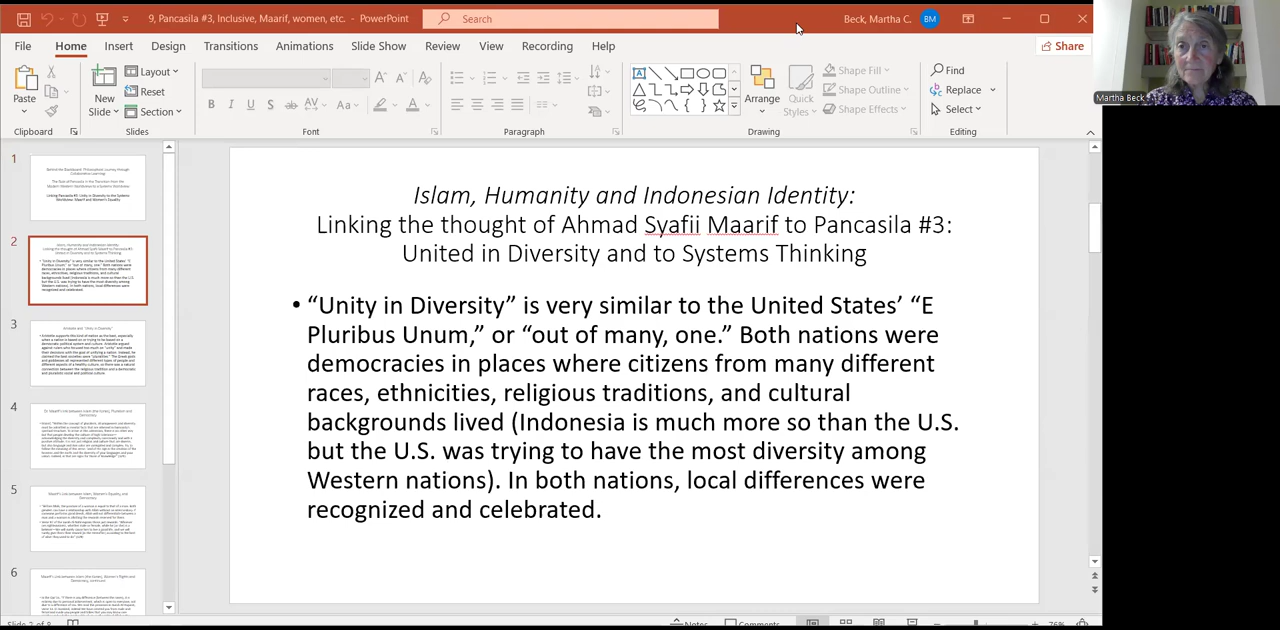 9, Pancasila #3, Inclusive, Maarif, women, etc. - PowerPoint
Search
Beck, Martha C.
BM
File Home Insert Design Transitions Animations Slide Show Review View Recording Help
Share
Paste
New Slide
Layout
Reset
Section
Shape Fill
Shape Outline
Shape Effects
Arrange
Quick Styles
Find
Replace
Select
Clipboard
Slides
Font
Paragraph
Drawing
Editing
Martha Beck
1
2
3
4
5
6
Islam, Humanity and Indonesian Identity:
Linking the thought of Ahmad Syafii Maarif to Pancasila #3:
United in Diversity and to Systems Thinking
• “Unity in Diversity” is very similar to the United States’ “E
Pluribus Unum,” or “out of many, one.” Both nations were
democracies in places where citizens from many different
races, ethnicities, religious traditions, and cultural
backgrounds lived (Indonesia is much more so than the U.S.
but the U.S. was trying to have the most diversity among
Western nations). In both nations, local differences were
recognized and celebrated.
Slide 2 of 8
Notes
Comments
76%